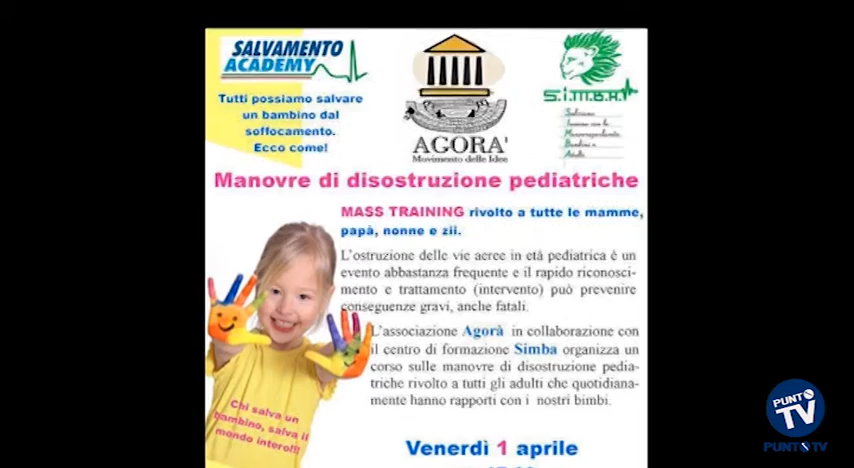 SALVAMENTO
ACADEMY
Tutti possiamo salvare
un bambino dal
soffocamento.
Ecco come!
AGORA'
Movimento delle Idee
S.I.M.B.A.
Manovre di disostruzione pediatriche
MASS TRAINING rivolto a tutte le mamme,
papà, nonne e zii.
L'ostruzione delle vie aeree in età pediatrica è un
evento abbastanza frequente e il rapido riconosci-
mento e trattamento (intervento) può prevenire
conseguenze gravi, anche fatali.
L'associazione Agorà in collaborazione con
il centro di formazione Simba organizza un
corso sulle manovre di disostruzione pedia-
triche rivolto a tutti gli adulti che quotidiana-
mente hanno rapporti con i nostri bimbi.
Chi salva un
bambino, salva il
mondo intero!!!
Venerdì 1 aprile
PUNTO
TV
PUNTO TV